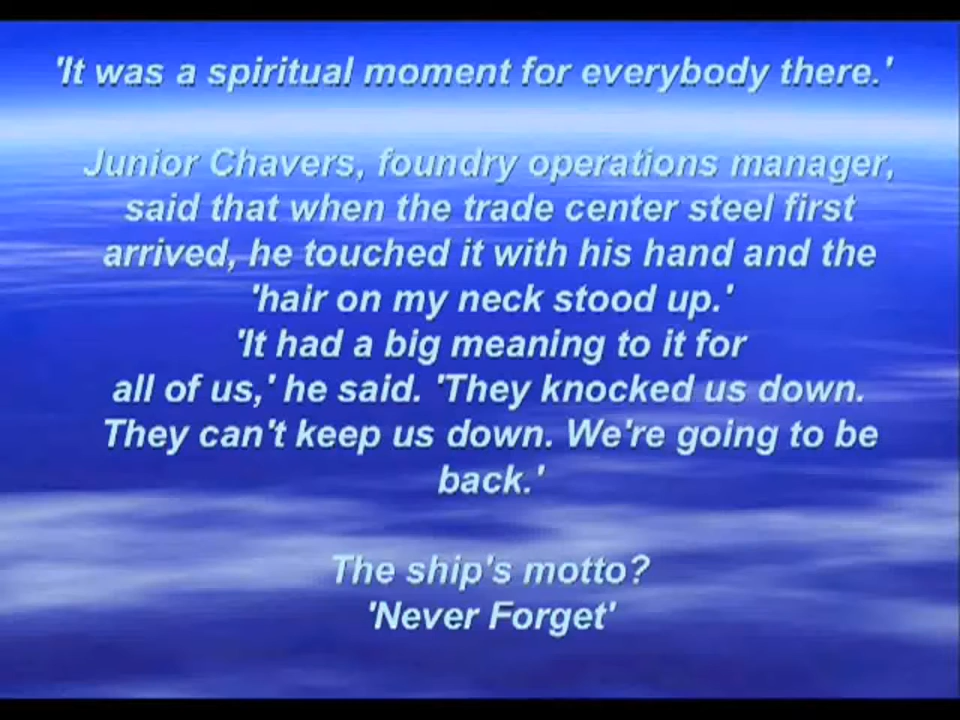 'It was a spiritual moment for everybody there.'
Junior Chavers, foundry operations manager,
said that when the trade center steel first
arrived, he touched it with his hand and the
'hair on my neck stood up.'
'It had a big meaning to it for
all of us,' he said. 'They knocked us down.
They can't keep us down. We're going to be
back.'
The ship's motto?
'Never Forget'